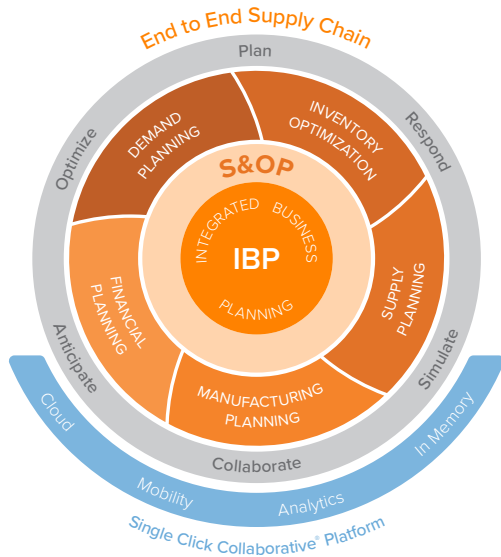 End to End Supply Chain
Plan
Respond
Simulate
Collaborate
Anticipate
Optimize
DEMAND
PLANNING
INVENTORY
OPTIMIZATION
SUPPLY
PLANNING
MANUFACTURING
PLANNING
FINANCIAL
PLANNING
S&OP
INTEGRATED BUSINESS
IBP
PLANNING
Cloud
Mobility
Analytics
In Memory
Single Click Collaborative® Platform